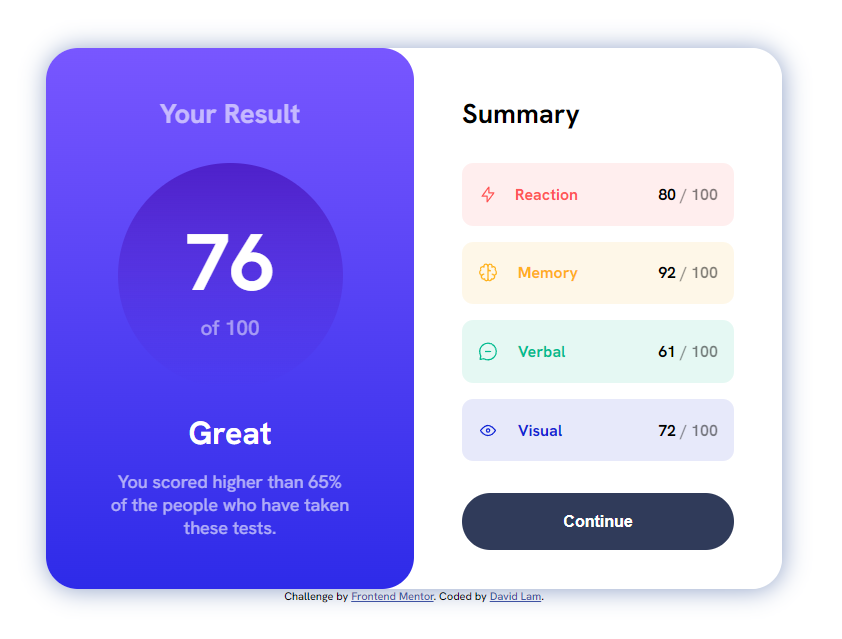 Your Result
76
of 100
Great
You scored higher than 65%
of the people who have taken
these tests.
Summary
Reaction 80 / 100
Memory 92 / 100
Verbal 61 / 100
Visual 72 / 100
Continue
Challenge by Frontend Mentor. Coded by David Lam.